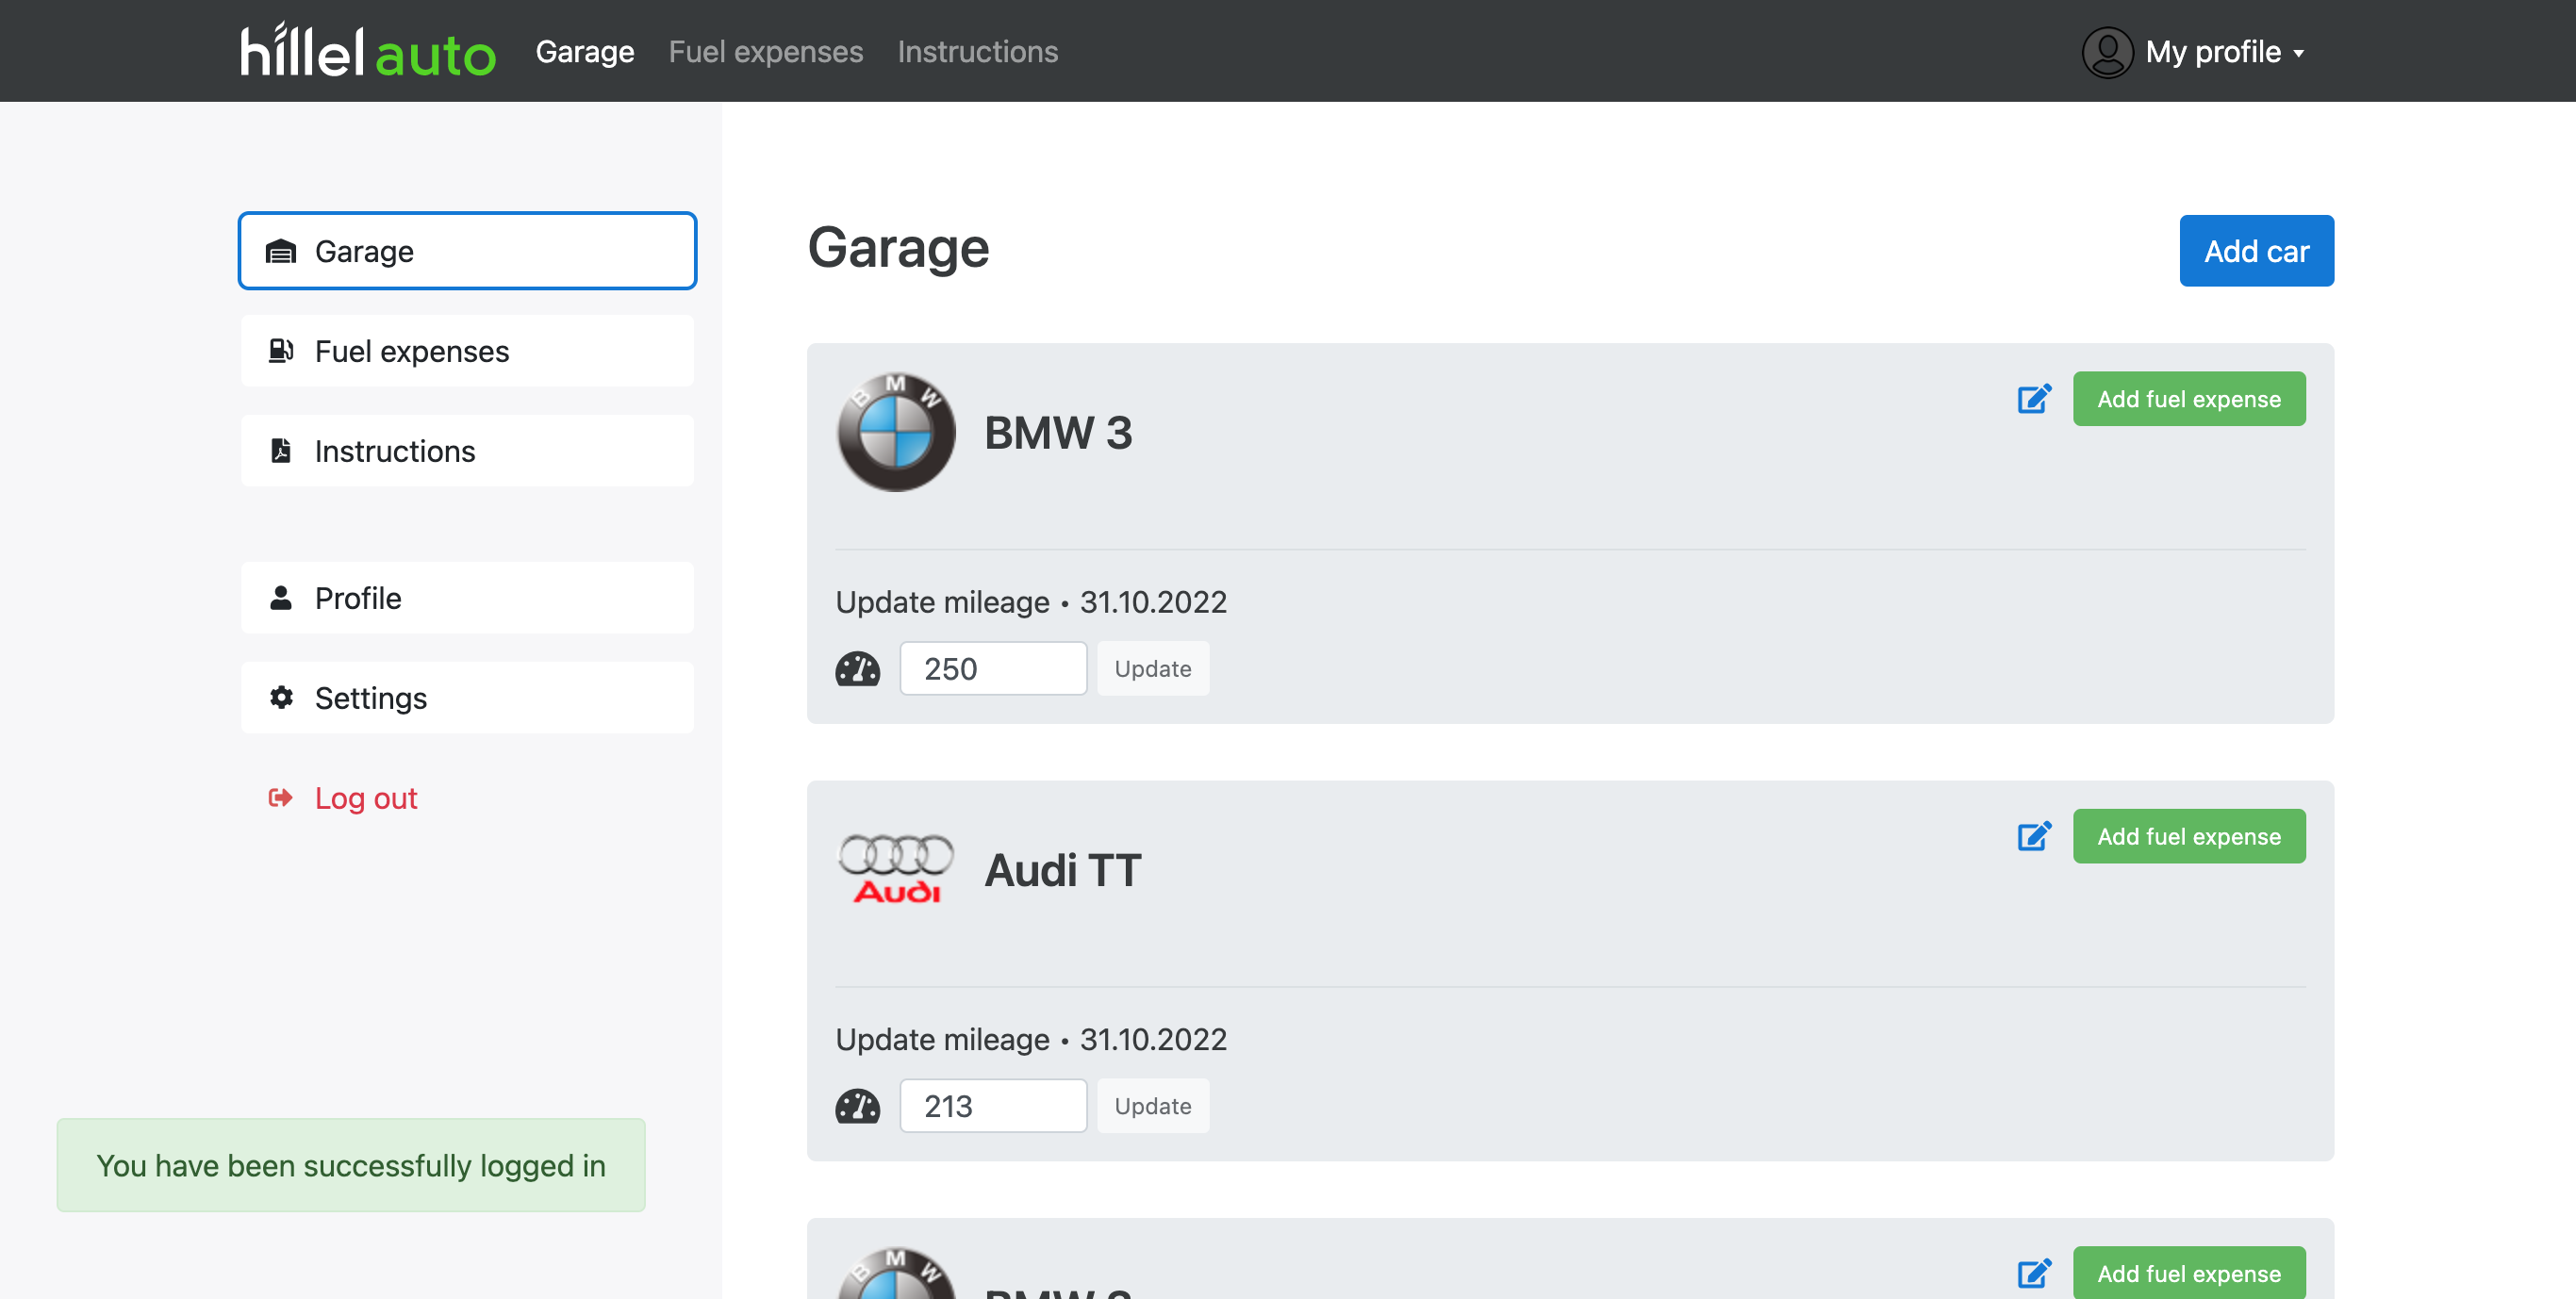 hillel auto Garage Fuel expenses Instructions My profile
Garage
Fuel expenses
Instructions
Profile
Settings
Log out
You have been successfully logged in
Garage Add car
BMW
BMW 3
Add fuel expense
Update mileage • 31.10.2022
250 Update
Audi
Audi TT
Add fuel expense
Update mileage • 31.10.2022
213 Update
BMW
Add fuel expense
BMW